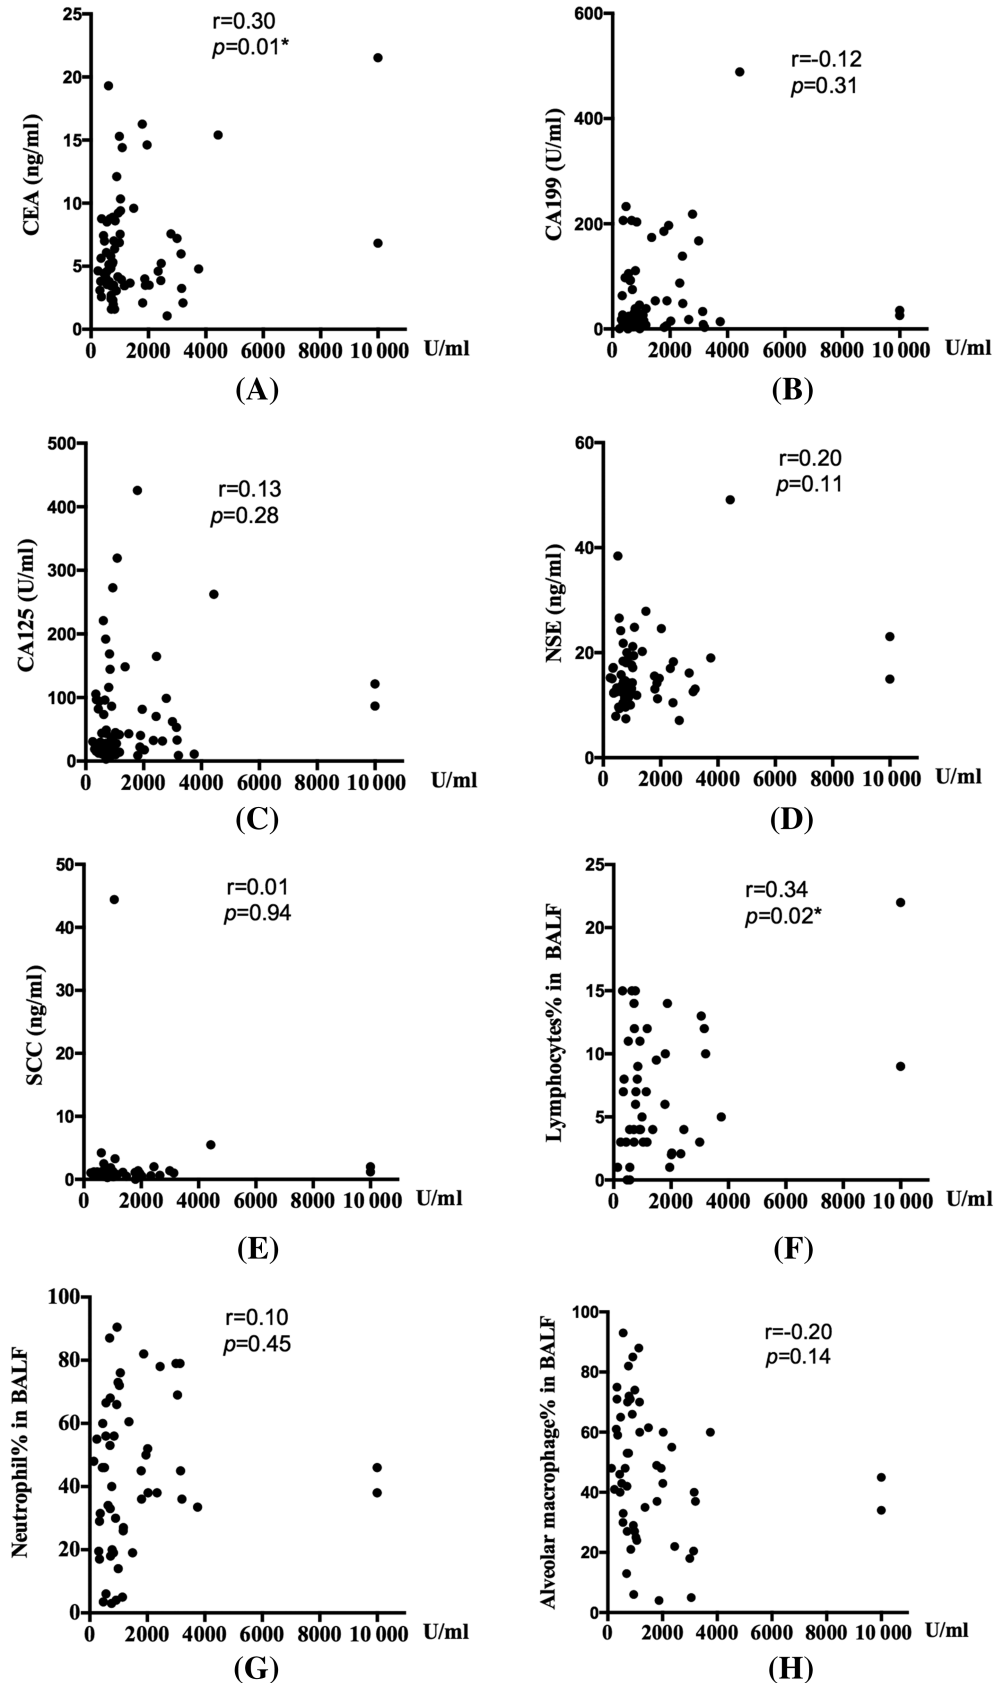 r=0.30
p=0.01*
CEA (ng/ml)
25
20
15
10
5
0
0 2000 4000 6000 8000 10 000 U/ml
(A)
r=-0.12
p=0.31
CA199 (U/ml)
600
400
200
0
0 2000 4000 6000 8000 10 000 U/ml
(B)
r=0.13
p=0.28
CA125 (U/ml)
500
400
300
200
100
0
0 2000 4000 6000 8000 10 000 U/ml
(C)
r=0.20
p=0.11
NSE (ng/ml)
60
40
20
0
0 2000 4000 6000 8000 10 000 U/ml
(D)
r=0.01
p=0.94
SCC (ng/ml)
50
40
30
20
10
0
0 2000 4000 6000 8000 10 000 U/ml
(E)
r=0.34
p=0.02*
Lymphocytes% in BALF
25
20
15
10
5
0
0 2000 4000 6000 8000 10 000 U/ml
(F)
r=0.10
p=0.45
Neutrophil% in BALF
100
80
60
40
20
0
0 2000 4000 6000 8000 10 000 U/ml
(G)
r=-0.20
p=0.14
Alveolar macrophage% in BALF
100
80
60
40
20
0
0 2000 4000 6000 8000 10 000 U/ml
(H)